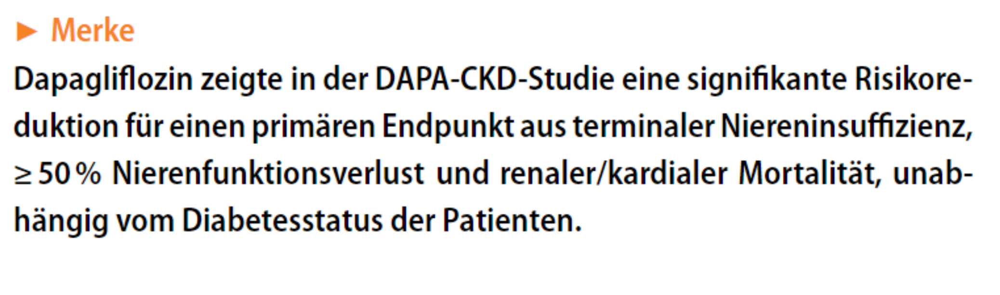 ► Merke
Dapagliflozin zeigte in der DAPA-CKD-Studie eine signifikante Risikore-
duktion für einen primären Endpunkt aus terminaler Niereninsuffizienz,
≥ 50 % Nierenfunktionsverlust und renaler/kardialer Mortalität, unab-
hängig vom Diabetesstatus der Patienten.